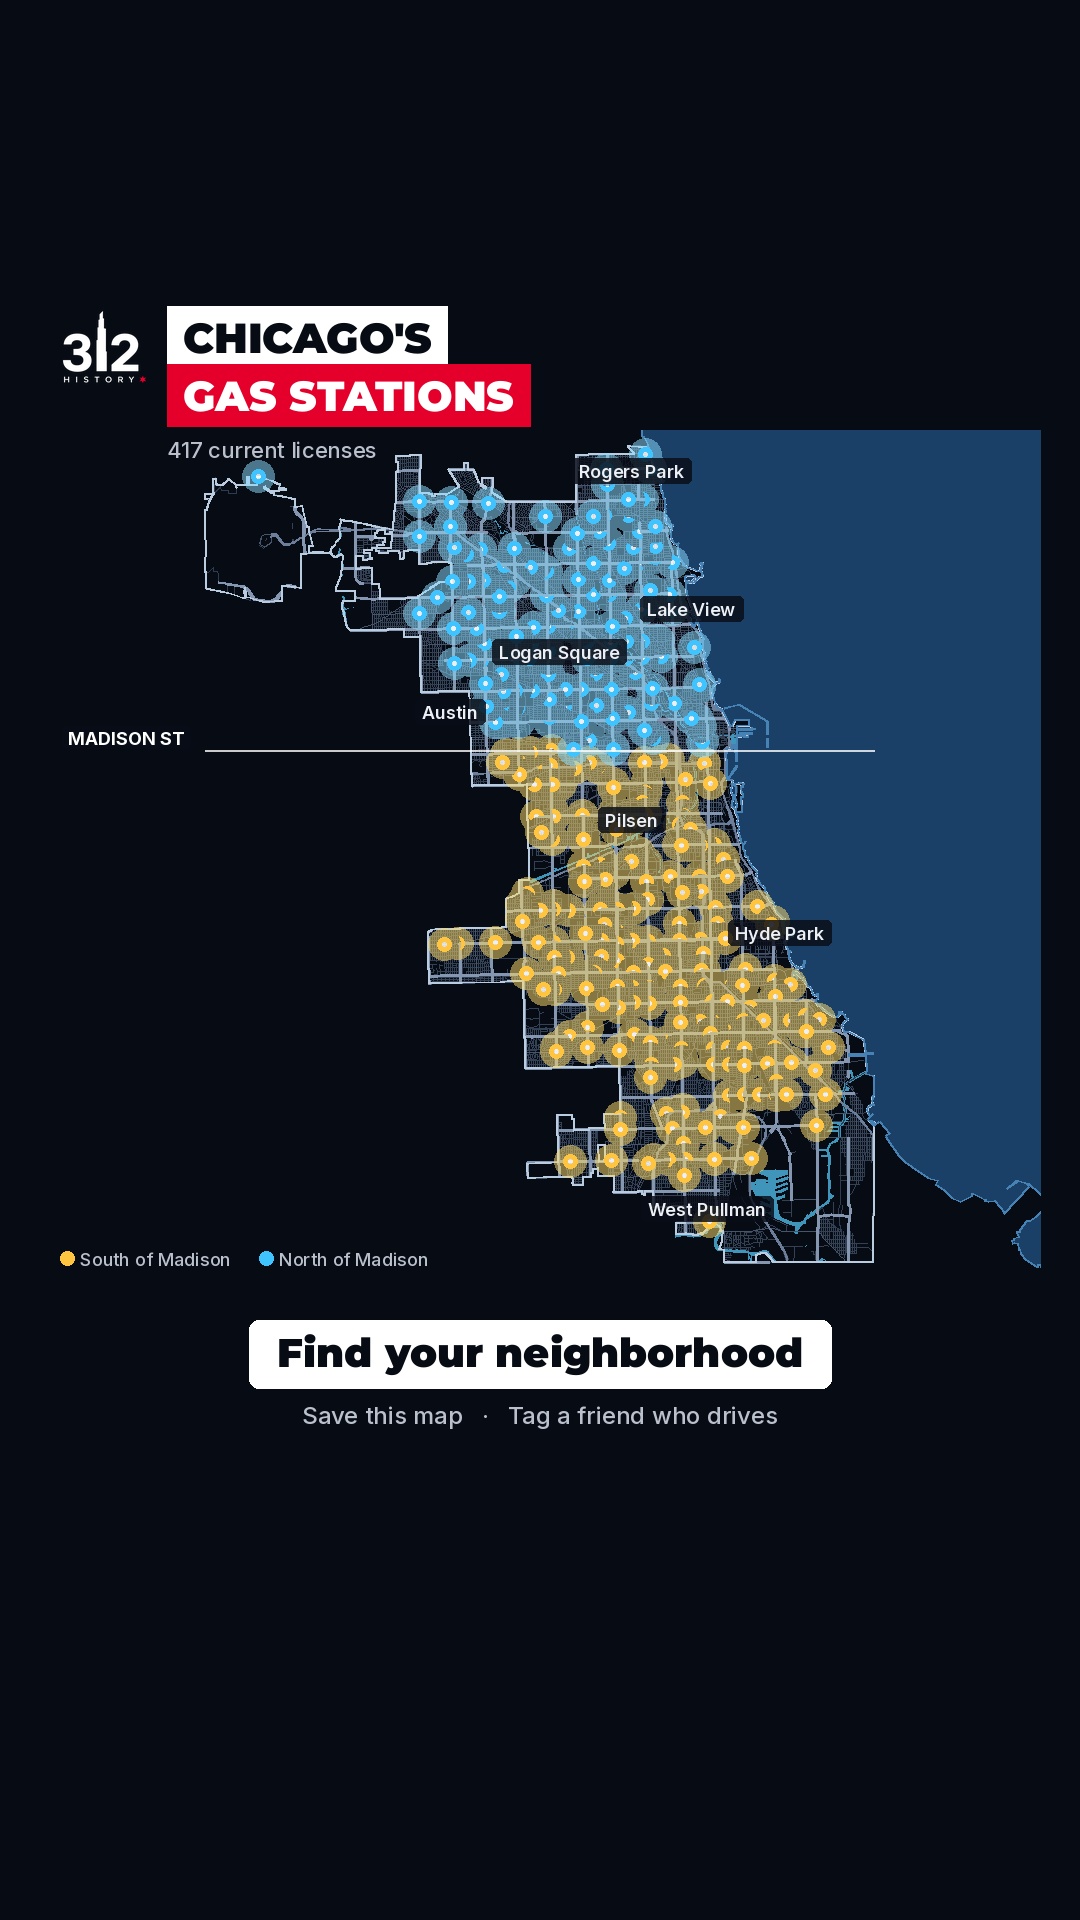 312
HISTORY*
CHICAGO'S
GAS STATIONS
417 current licenses
Rogers Park
Lake View
Logan Square
Austin
MADISON ST
Pilsen
Hyde Park
West Pullman
South of Madison
North of Madison
Find your neighborhood
Save this map · Tag a friend who drives